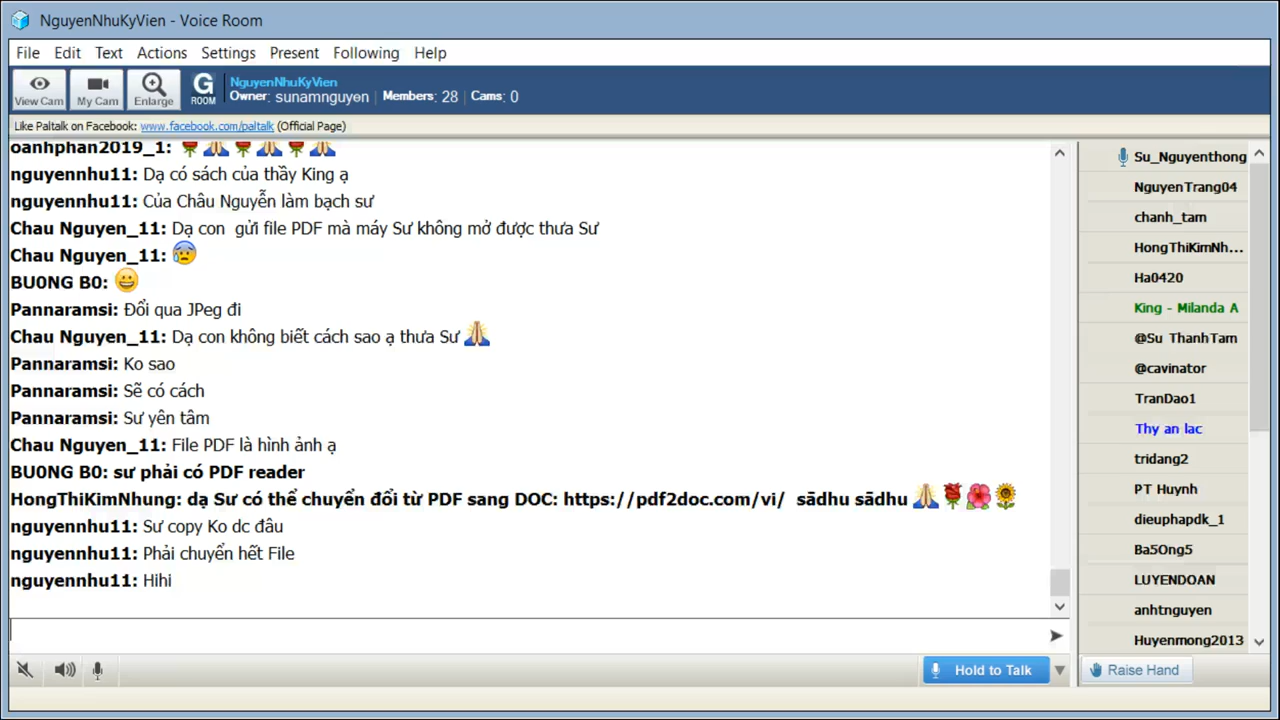 NguyenNhuKyVien - Voice Room
File Edit Text Actions Settings Present Following Help
View Cam My Cam Enlarge G ROOM
NguyenNhuKyVien
Owner: sunamnguyen | Members: 28 | Cams: 0
Like Paltalk on Facebook: www.facebook.com/paltalk (Official Page)
oanhphan2019_1: 🌹🙏🌹🙏🌹🙏
nguyennhu11: Dạ có sách của thầy King ạ
nguyennhu11: Của Châu Nguyễn làm bạch sư
Chau Nguyen_11: Dạ con gửi file PDF mà máy Sư không mở được thưa Sư
Chau Nguyen_11: 😰
BU0NG B0: 😀
Pannaramsi: Đổi qua JPeg đi
Chau Nguyen_11: Dạ con không biết cách sao ạ thưa Sư 🙏
Pannaramsi: Ko sao
Pannaramsi: Sẽ có cách
Pannaramsi: Sư yên tâm
Chau Nguyen_11: File PDF là hình ảnh ạ
BU0NG B0: sư phải có PDF reader
HongThiKimNhung: dạ Sư có thể chuyển đổi từ PDF sang DOC: https://pdf2doc.com/vi/ sādhu sādhu 🙏🌹🌺🌻
nguyennhu11: Sư copy Ko dc đâu
nguyennhu11: Phải chuyển hết File
nguyennhu11: Hihi
Su_Nguyenthong
NguyenTrang04
chanh_tam
HongThiKimNh...
Ha0420
King - Milanda A
@Su ThanhTam
@cavinator
TranDao1
Thy an lac
tridang2
PT Huynh
dieuphapdk_1
Ba5Ong5
LUYENDOAN
anhtnguyen
Huyenmong2013
Hold to Talk
Raise Hand